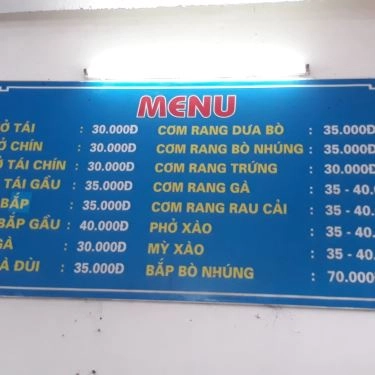 MENU
Ở TÁI : 30.000Đ CƠM RANG DƯA BÒ : 35.000Đ
Ở CHÍN : 30.000Đ CƠM RANG BÒ NHÚNG : 35.000Đ
Ở TÁI CHÍN : 30.000Đ CƠM RANG TRỨNG : 30.000Đ
TÁI GẦU : 35.000Đ CƠM RANG GÀ : 35 - 40.
BẮP : 35.000Đ CƠM RANG RAU CẢI : 35 - 40.
BẮP GẦU : 40.000Đ PHỞ XÀO : 35 - 40.
GÀ : 30.000Đ MỲ XÀO : 35 - 40.
À ĐÙI : 35.000Đ BẮP BÒ NHÚNG : 70.000